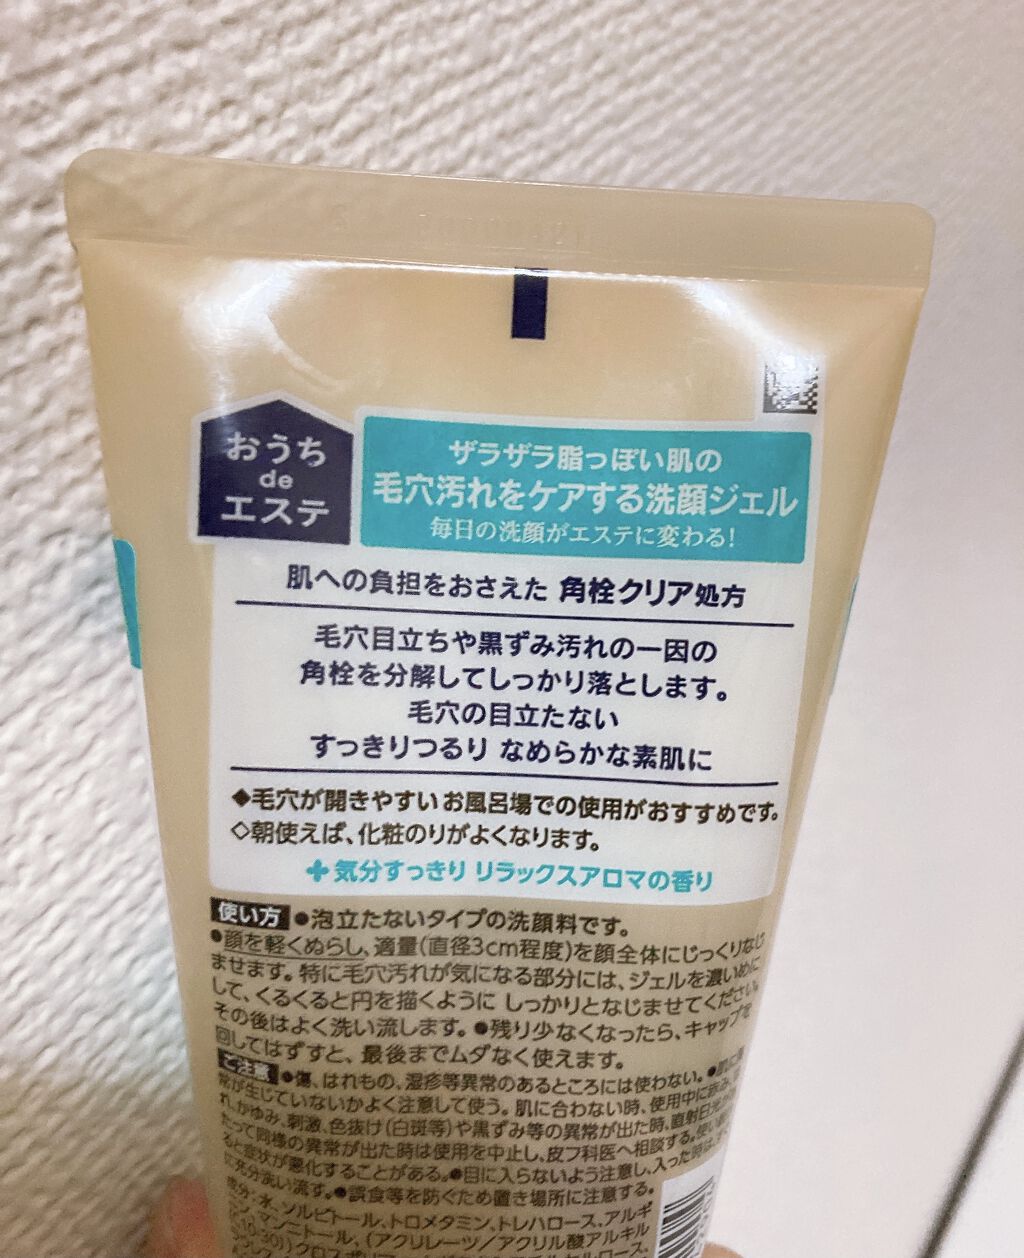 おうち
de
エステ
ザラザラ脂っぽい肌の
毛穴汚れをケアする洗顔ジェル
毎日の洗顔がエステに変わる!
肌への負担をおさえた 角栓クリア処方
毛穴目立ちや黒ずみ汚れの一因の
角栓を分解してしっかり落とします。
毛穴の目立たない
すっきりつるり なめらかな素肌に
◆毛穴が開きやすいお風呂場での使用がおすすめです。
◇朝使えば、化粧のりがよくなります。
+気分すっきり リラックスアロマの香り
使い方 ●泡立たないタイプの洗顔料です。
●顔を軽くぬらし、適量(直径3cm程度)を顔全体にじっくりなじ
ませます。特に毛穴汚れが気になる部分には、ジェルを濃いめに
して、くるくると円を描くように しっかりとなじませてください。
その後はよく洗い流します。●残り少なくなったら、キャップを
回してはずすと、最後までムダなく使えます。
ご注意 ●傷、はれもの、湿疹等異常のあるところには使わない。●肌に異
常が生じていないかよく注意して使う。肌に合わない時、使用中に赤み、
れ、かゆみ、刺激、色抜け(白斑等)や黒ずみ等の異常が出た時、直射日光が
たって同様の異常が出た時は使用を中止し、皮フ科医へ相談する。使い
ると症状が悪化することがある。●目に入らないよう注意し、入った時は、す
に充分洗い流す。●誤食等を防ぐため置き場所に注意する。
成分:水、ソルビトール、トロメタミン、トレハロース、アルギ
ン、マンニトール、(アクリレーツ/アクリル酸アルキル
(C10-30))クロスポリマー